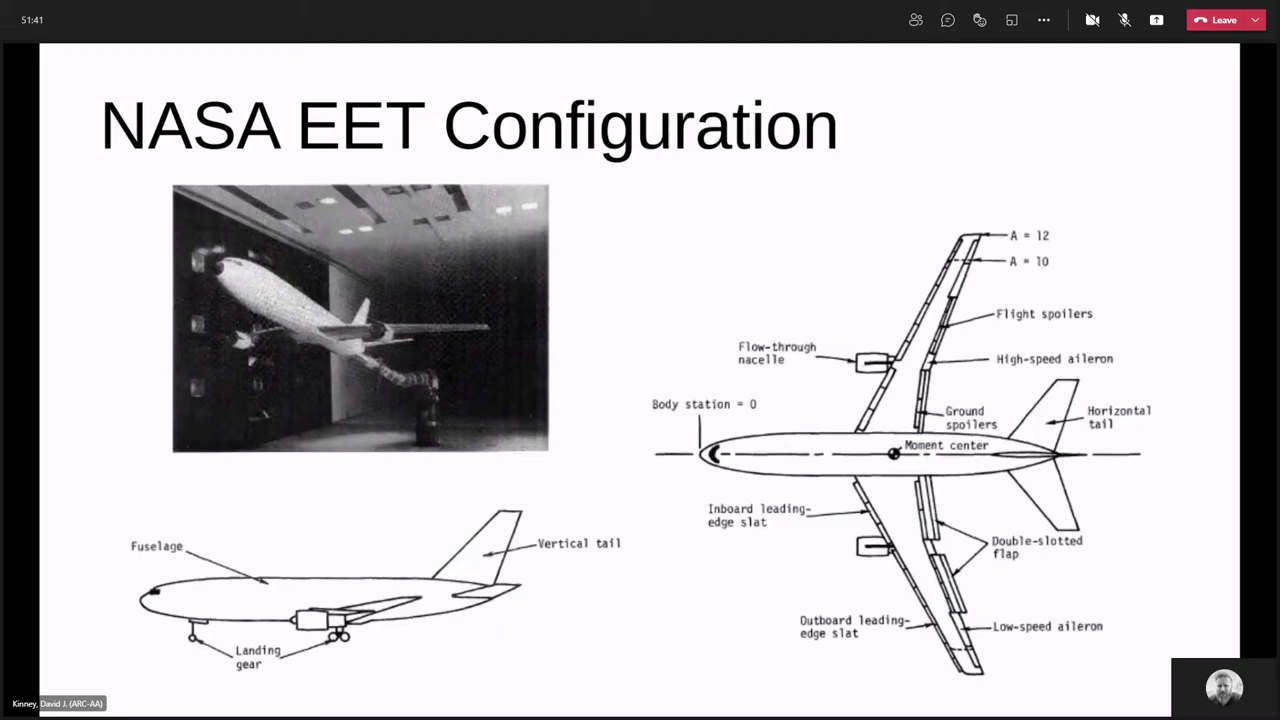 51:41
Leave
NASA EET Configuration
A = 12
A = 10
Flight spoilers
Flow-through
nacelle
High-speed aileron
Body station = 0
Ground
spoilers
Horizontal
tail
Moment center
Inboard leading-
edge slat
Double-slotted
flap
Outboard leading-
edge slat
Low-speed aileron
Fuselage
Vertical tail
Landing
gear
Kinney, David J. (ARC-AA)